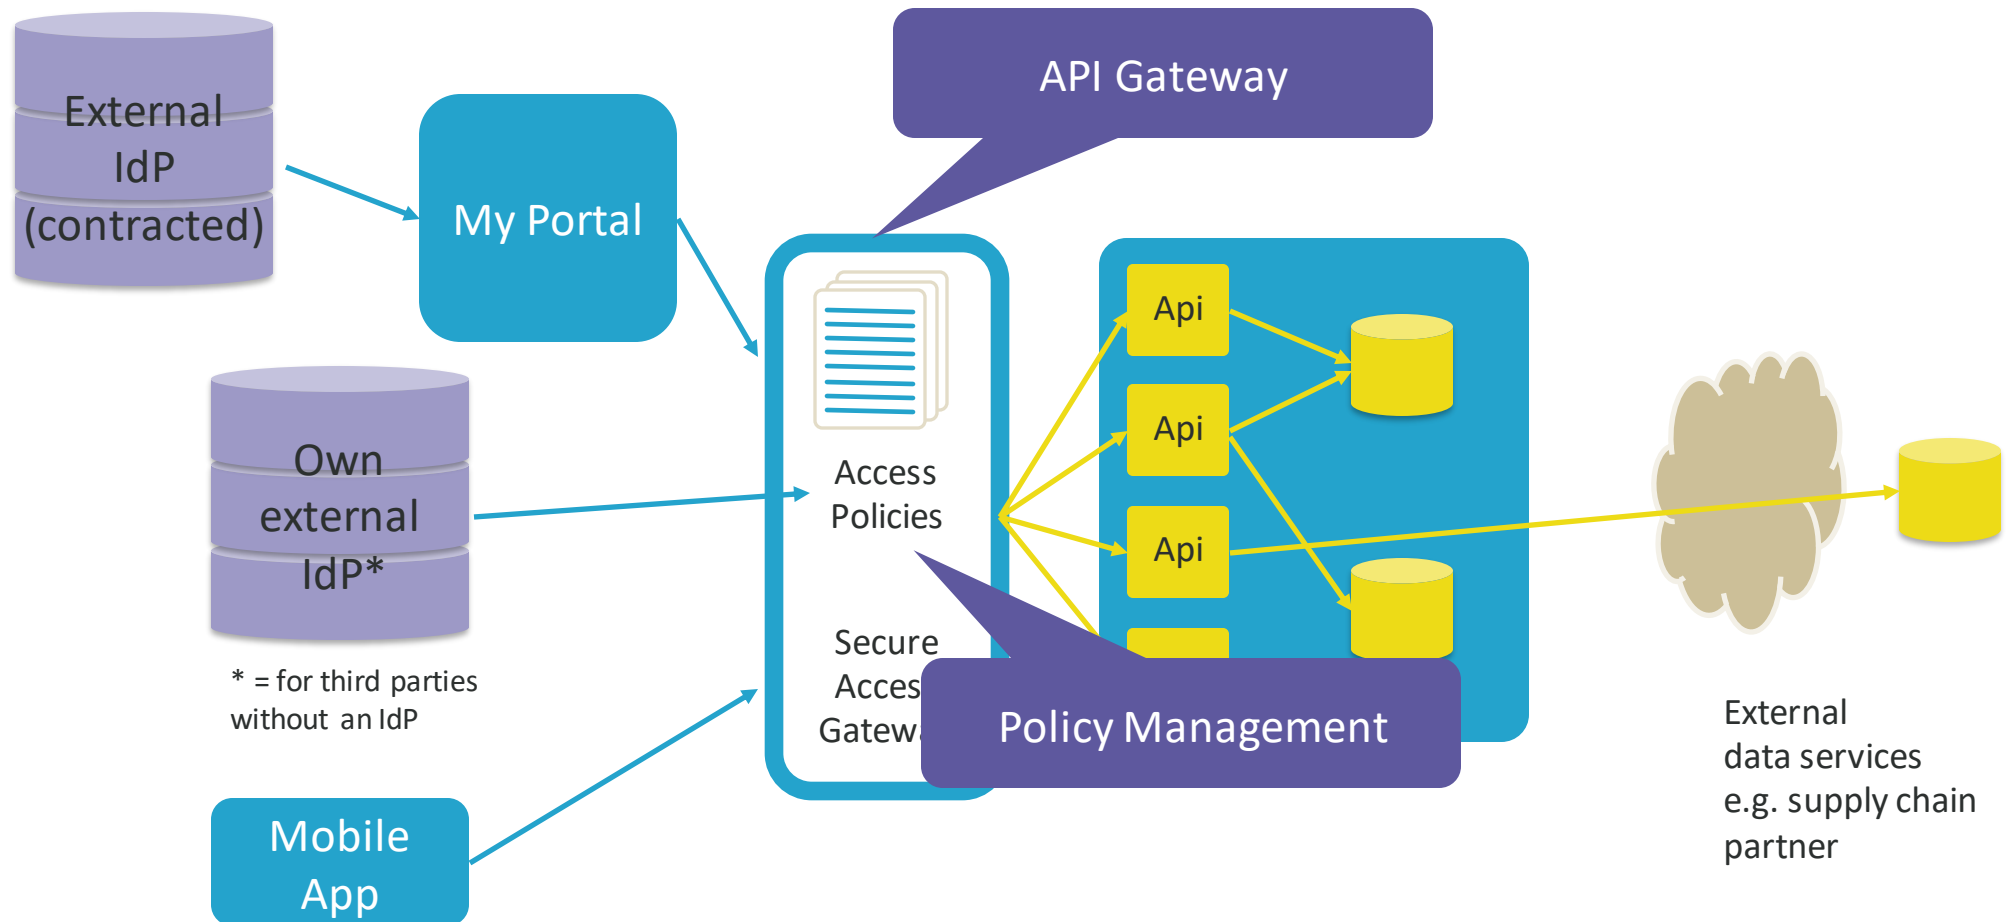 External
IdP
(contracted)
My Portal
API Gateway
Own
external
IdP*
* = for third parties
without an IdP
Mobile
App
Access
Policies
Secure
Gatew
Api
Api
Api
Policy Management
External
data services
e.g. supply chain
partner